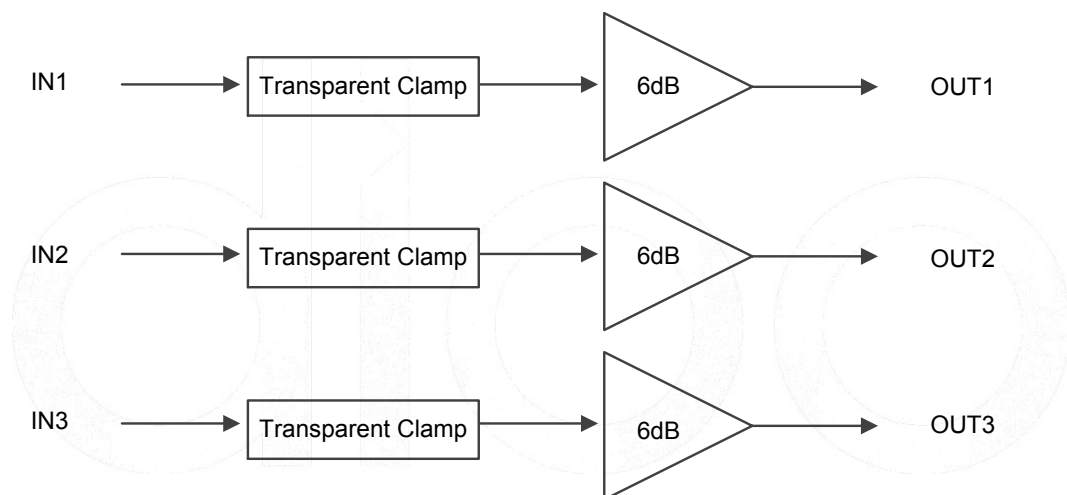 IN1 Transparent Clamp 6dB OUT1
IN2 Transparent Clamp 6dB OUT2
IN3 Transparent Clamp 6dB OUT3